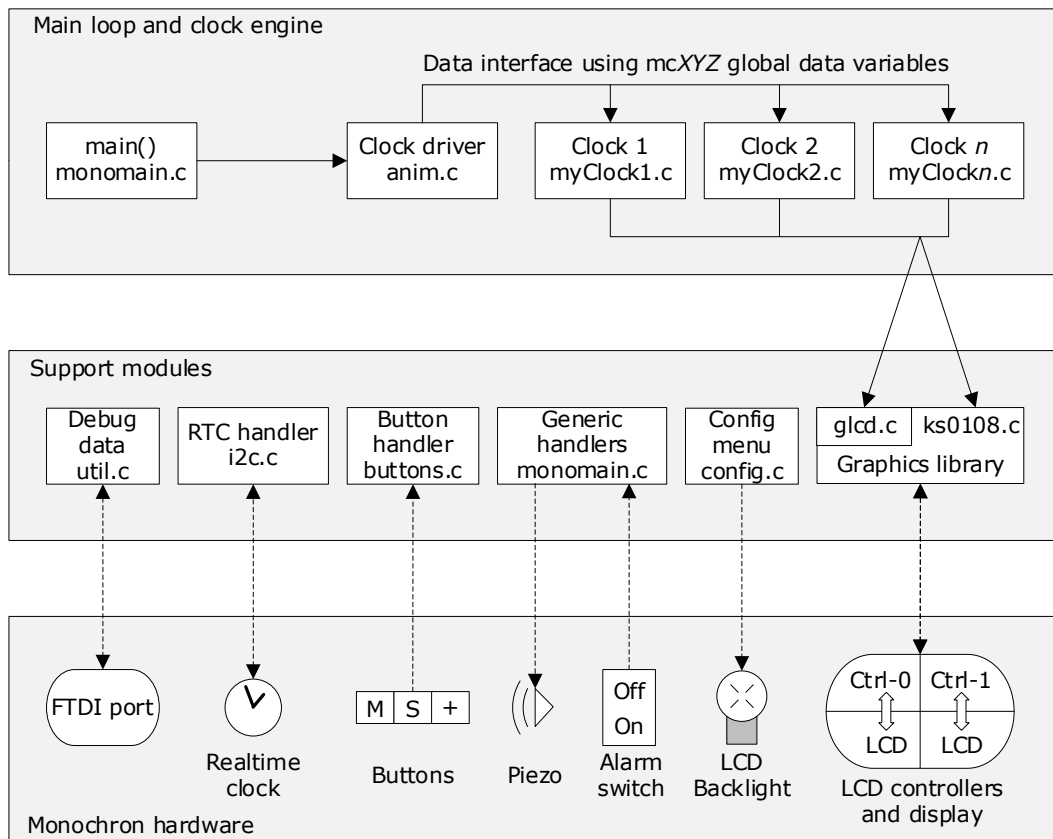 Main loop and clock engine
Data interface using mcXYZ global data variables
main()
monomain.c
Clock driver
anim.c
Clock 1
myClock1.c
Clock 2
myClock2.c
Clock n
myClockn.c
Support modules
Debug
data
util.c
RTC handler
i2c.c
Button
handler
buttons.c
Generic
handlers
monomain.c
Config
menu
config.c
glcd.c
ks0108.c
Graphics library
FTDI port
Realtime
clock
M S +
Buttons
Piezo
Off
On
Alarm
switch
LCD
Backlight
Ctrl-0 Ctrl-1
LCD LCD
LCD controllers
and display
Monochron hardware